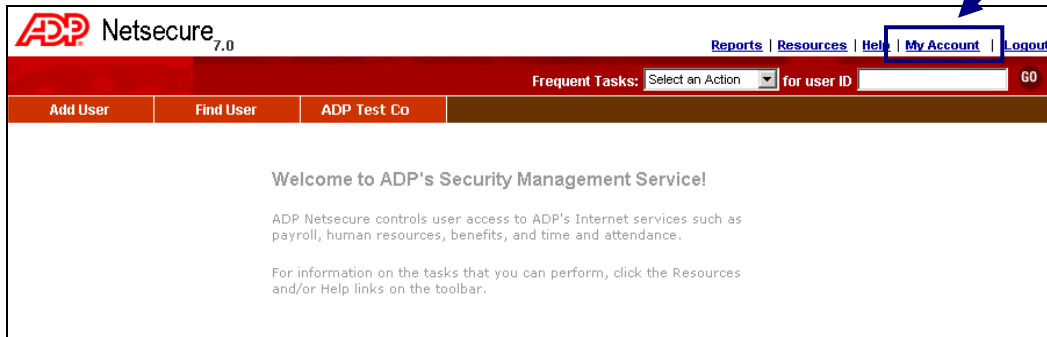 ADP Netsecure 7.0
Reports | Resources | Help | My Account | Logout
Frequent Tasks: Select an Action for user ID GO
Add User Find User ADP Test Co
Welcome to ADP's Security Management Service!
ADP Netsecure controls user access to ADP's Internet services such as
payroll, human resources, benefits, and time and attendance.
For information on the tasks that you can perform, click the Resources
and/or Help links on the toolbar.